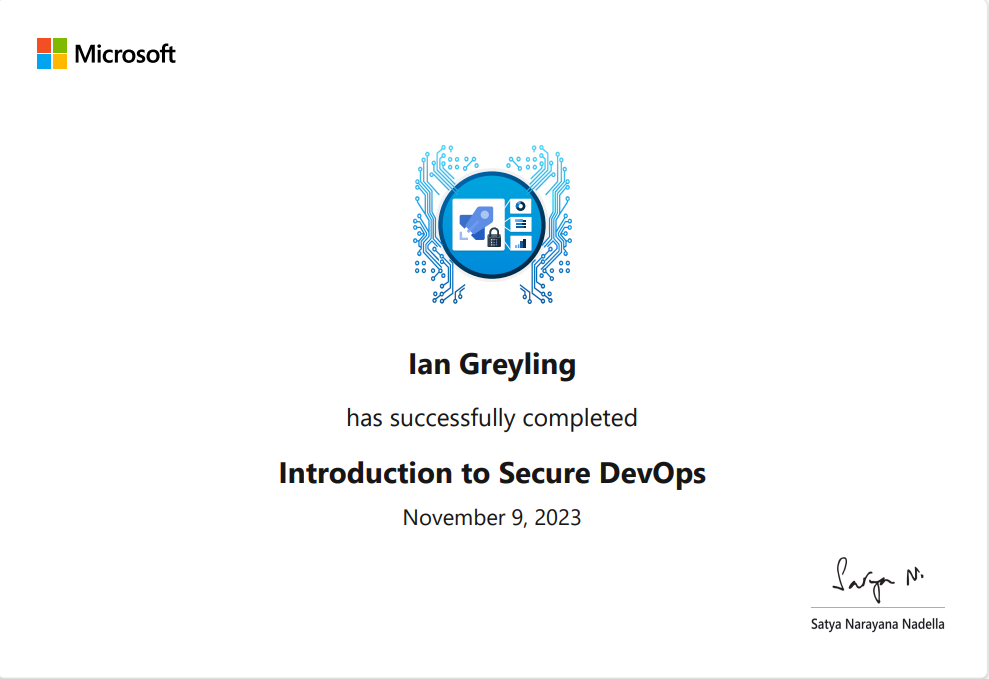 Microsoft
Ian Greyling
has successfully completed
Introduction to Secure DevOps
November 9, 2023
Satya N.
Satya Narayana Nadella